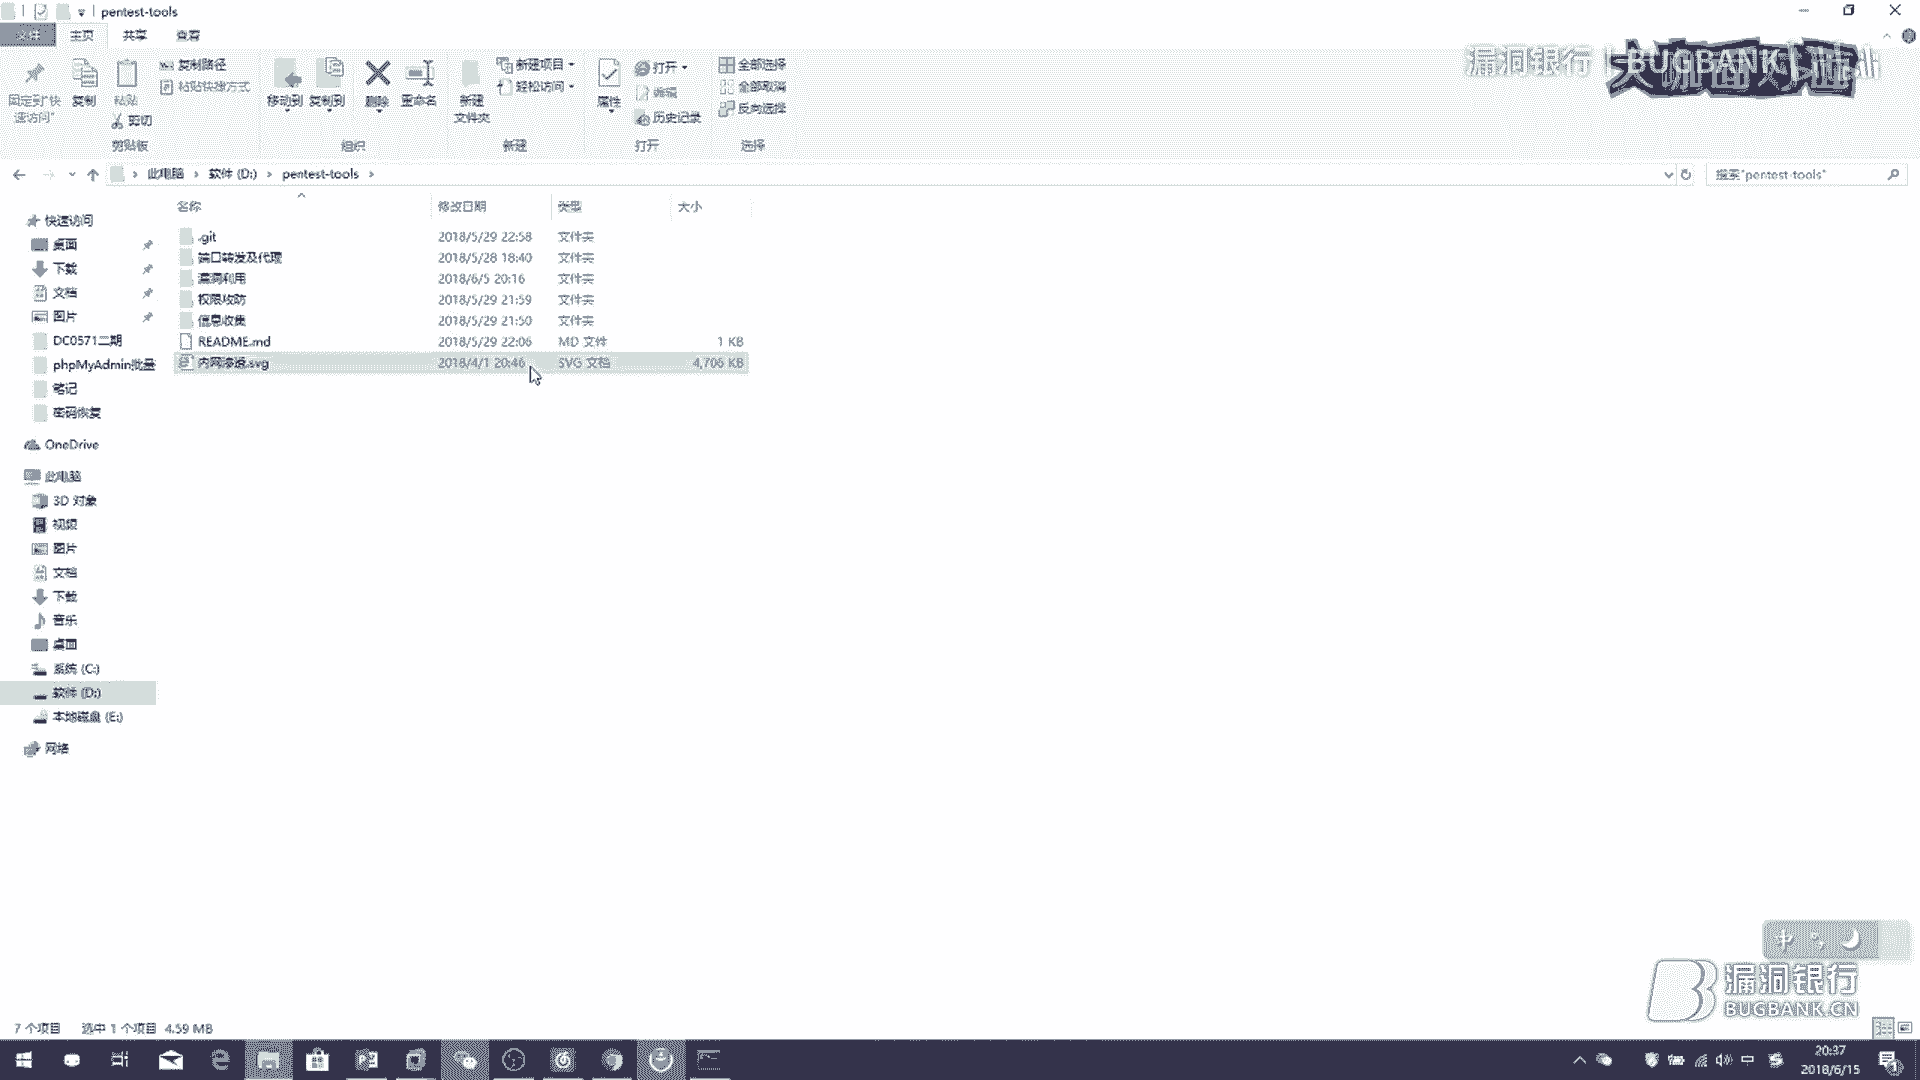 pentest-tools
文件 主页 共享 查看
固定到"快速访问" 复制 粘贴 复制路径 粘贴快捷方式 剪切 移动到 复制到 删除 重命名 新建文件夹 新建项目 轻松访问 属性 打开 编辑 历史记录 全部选择 全部取消 反向选择
剪贴板 组织 新建 打开 选择
漏洞银行 | BUGBANK
此电脑 软件 (D:) pentest-tools
搜索"pentest-tools"
名称 修改日期 类型 大小
.git 2018/5/29 22:58 文件夹
端口转发及代理 2018/5/28 18:40 文件夹
漏洞利用 2018/6/5 20:16 文件夹
权限攻防 2018/5/29 21:59 文件夹
信息收集 2018/5/29 21:50 文件夹
README.md 2018/5/29 22:06 MD 文件 1 KB
内网渗透.svg 2018/4/1 20:46 SVG 文档 4,706 KB
快速访问
桌面
下载
文档
图片
DC0571二期
phpMyAdmin批量
笔记
密码恢复
OneDrive
此电脑
3D 对象
视频
图片
文档
下载
音乐
桌面
系统 (C:)
软件 (D:)
本地磁盘 (E:)
网络
中
漏洞银行
BUGBANK.CN
7 个项目 选中 1 个项目 4.59 MB
中
20:37
2018/6/15